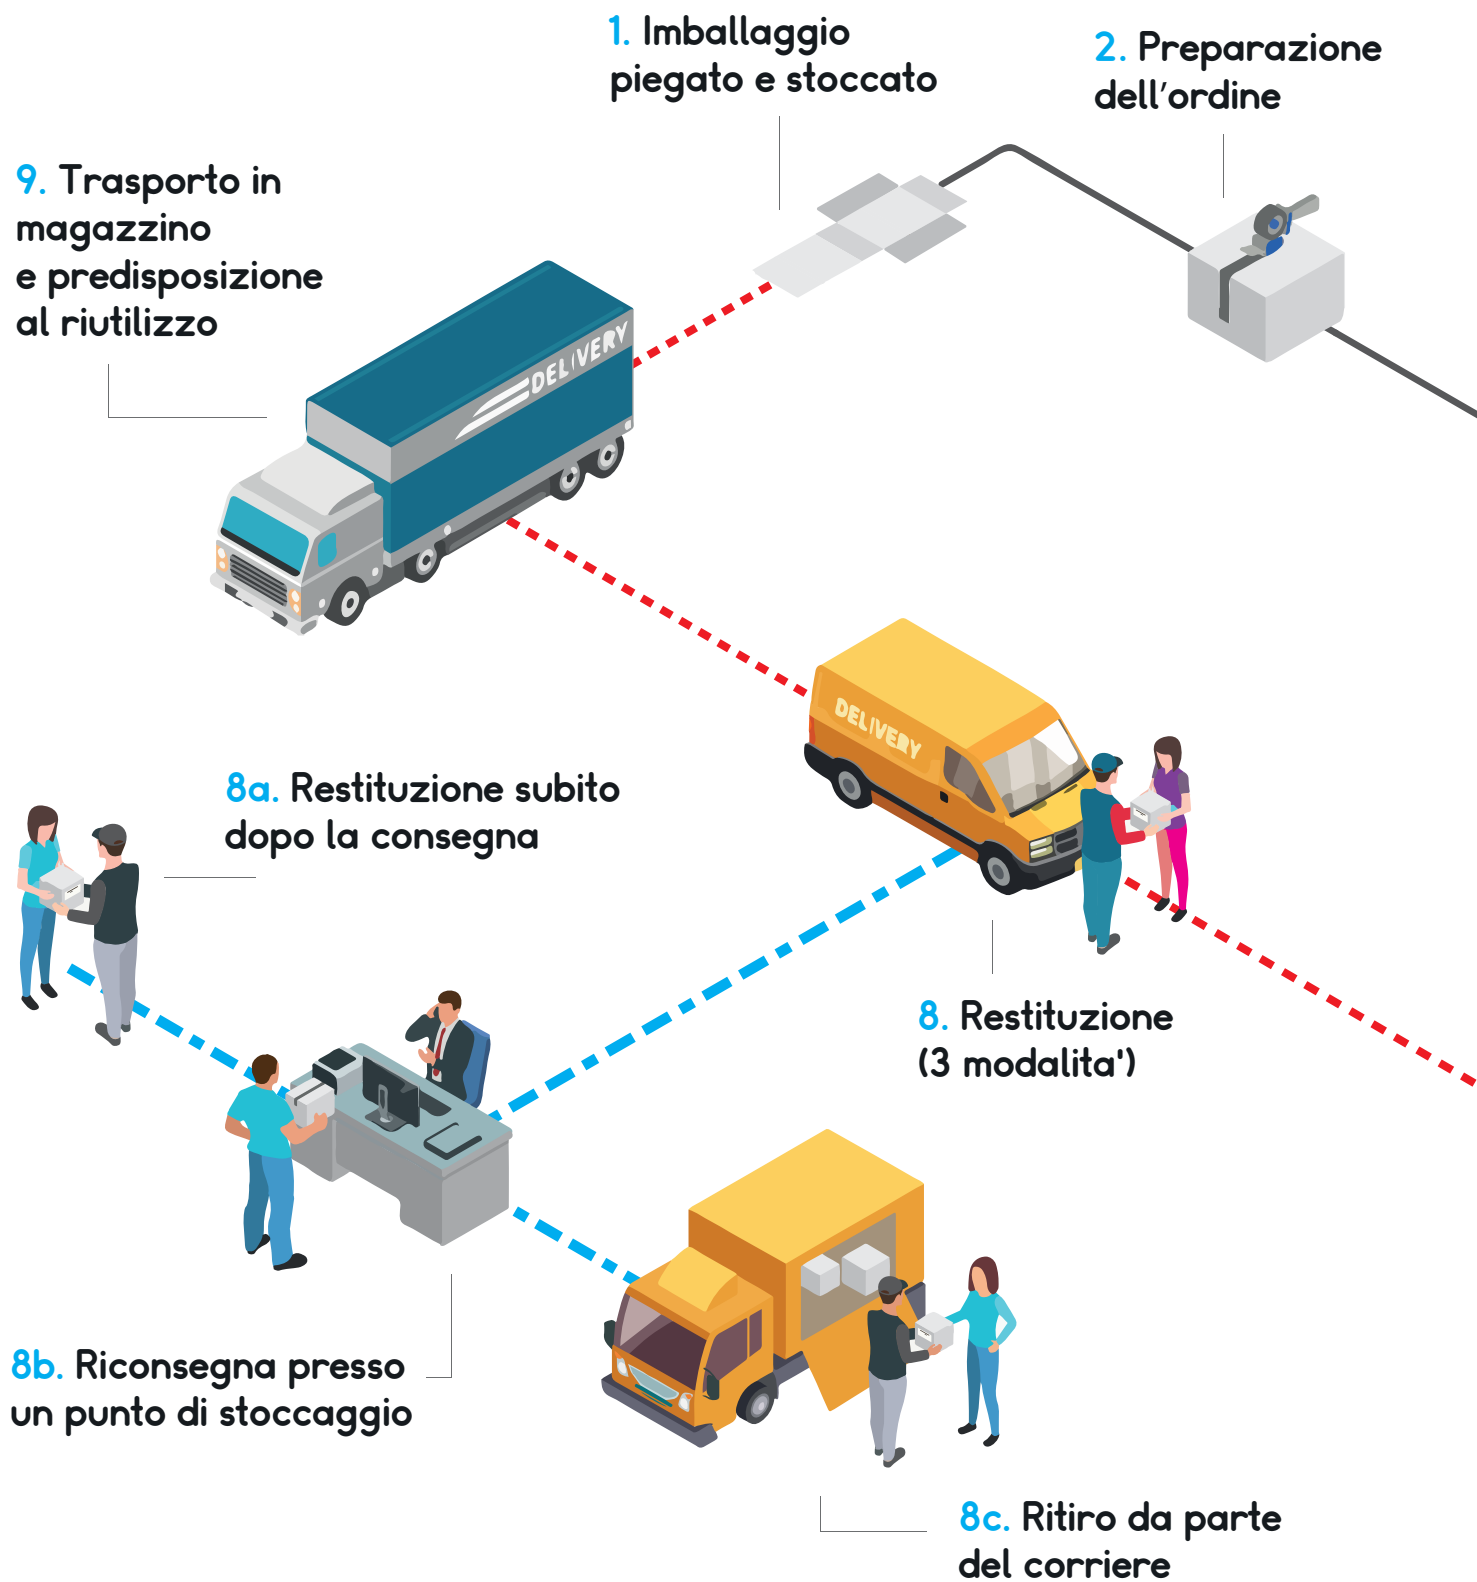 1. Imballaggio
piegato e stoccato
2. Preparazione
dell'ordine
9. Trasporto in
magazzino
e predisposizione
al riutilizzo
DELIVERY
DELIVERY
8a. Restituzione subito
dopo la consegna
8. Restituzione
(3 modalita')
8b. Riconsegna presso
un punto di stoccaggio
8c. Ritiro da parte
del corriere